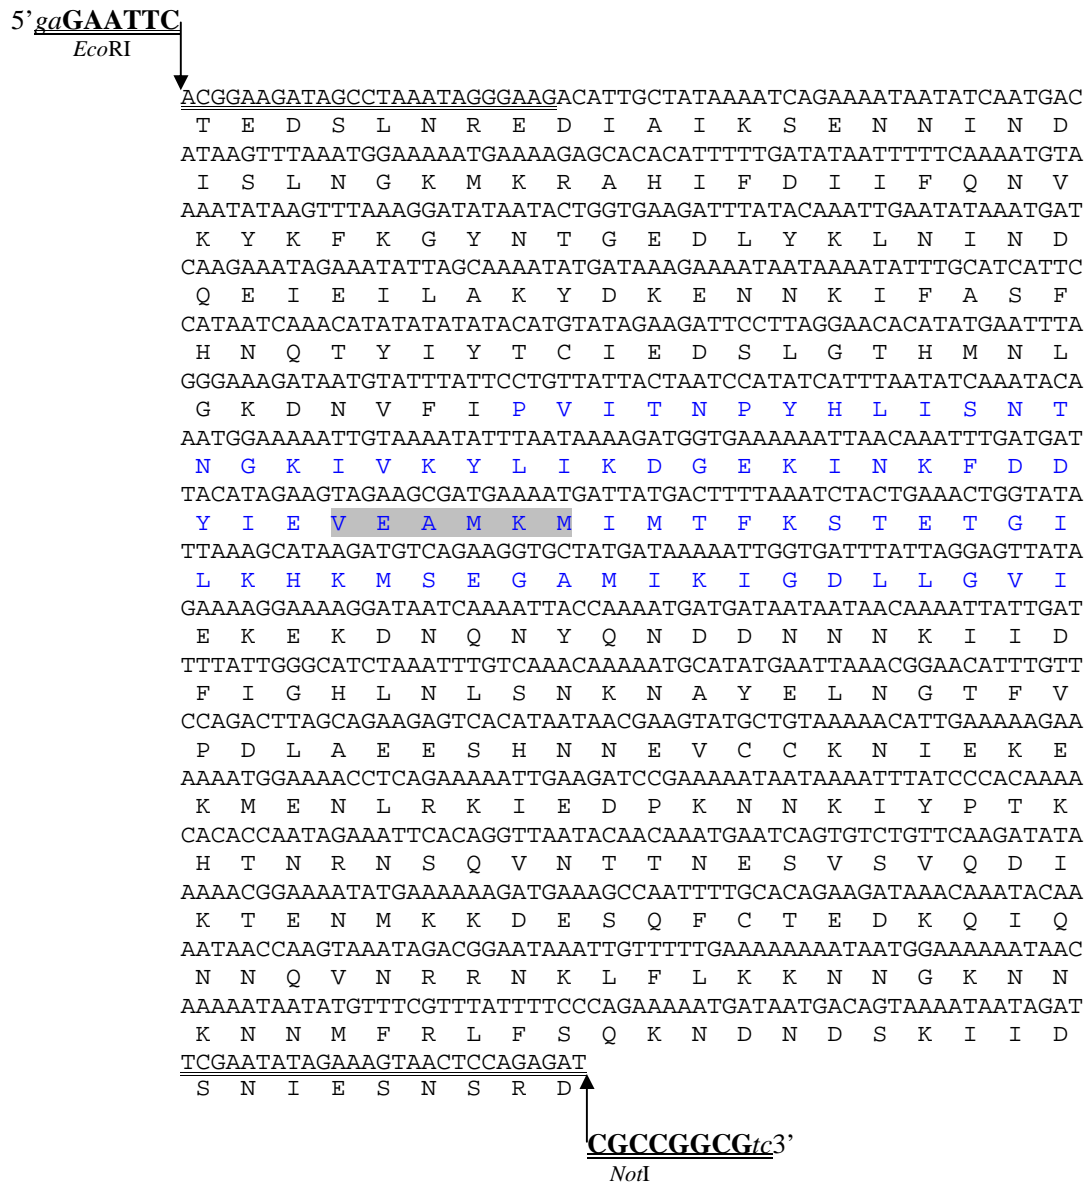 5’gaGAATTC
EcoRI
ACGGAAGATAGCCTAAATAGGGAAGACATTGCTATAAAATCAGAAAATAATATCAATGAC
T E D S L N R E D I A I K S E N N I N D
ATAAGTTTAAATGGAAAAATGAAAAGAGCACACATTTTTGATATAATTTTTCAAAATGTA
I S L N G K M K R A H I F D I I F Q N V
AAATATAAGTTTAAAGGATATAATACTGGTGAAGATTTATACAAATTGAATATAAATGAT
K Y K F K G Y N T G E D L Y K L N I N D
CAAGAAATAGAAATATTAGCAAAATATGATAAAGAAAATAATAAAATATTTGCATCATTC
Q E I E I L A K Y D K E N N K I F A S F
CATAATCAAACATATATATATACATGTATAGAAGATTCCTTAGGAACACATATGAATTTA
H N Q T Y I Y T C I E D S L G T H M N L
GGGAAAGATAATGTATTTATTCCTGTTATTACTAATCCATATCATTTAATATCAAATACA
G K D N V F I P V I T N P Y H L I S N T
AATGGAAAAATTGTAAAATATTTAATAAAAGATGGTGAAAAAATTAACAAATTTGATGAT
N G K I V K Y L I K D G E K I N K F D D
TACATAGAAGTAGAAGCGATGAAAATGATTATGACTTTTAAATCTACTGAAACTGGTATA
Y I E V E A M K M I M T F K S T E T G I
TTAAAGCATAAGATGTCAGAAGGTGCTATGATAAAAATTGGTGATTTATTAGGAGTTATA
L K H K M S E G A M I K I G D L L G V I
GAAAAGGAAAAGGATAATCAAAATTACCAAAATGATGATAATAATAACAAAATTATTGAT
E K E K D N Q N Y Q N D D N N N K I I D
TTTATTGGGCATCTAAATTTGTCAAACAAAAATGCATATGAATTAAACGGAACATTTGTT
F I G H L N L S N K N A Y E L N G T F V
CCAGACTTAGCAGAAGAGTCACATAATAACGAAGTATGCTGTAAAAACATTGAAAAAGAA
P D L A E E S H N N E V C C K N I E K E
AAAATGGAAAACCTCAGAAAAATTGAAGATCCGAAAAATAATAAAATTTATCCCACAAAA
K M E N L R K I E D P K N N K I Y P T K
CACACCAATAGAAATTCACAGGTTAATACAACAAATGAATCAGTGTCTGTTCAAGATATA
H T N R N S Q V N T T N E S V S V Q D I
AAAACGGAAAATATGAAAAAAGATGAAAGCCAATTTTGCACAGAAGATAAACAAATACAA
K T E N M K K D E S Q F C T E D K Q I Q
AATAACCAAGTAAATAGACGGAATAAATTGTTTTTGAAAAAAAATAATGGAAAAAATAAC
N N Q V N R R N K L F L K K N N G K N N
AAAAATAATATGTTTCGTTTATTTTCCCAGAAAAATGATAATGACAGTAAAATAATAGAT
K N N M F R L F S Q K N D N D S K I I D
TCGAATATAGAAAGTAACTCCAGAGAT
S N I E S N S R D
CGCCGGCGtc3’
NotI